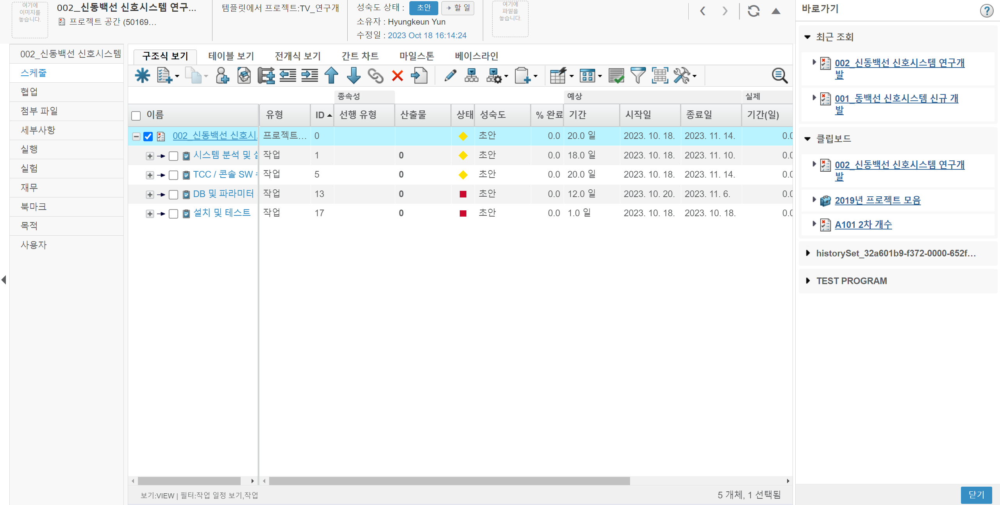 여기에
이미지를
놓습니다.
002_신동백선 신호시스템 연구...
프로젝트 공간 (50169...
템플릿에서 프로젝트:TV_연구개
성숙도 상태 : 초안 할 일
소유자 : Hyungkeun Yun
수정일 : 2023 Oct 18 16:14:24
여기에
파일을
놓습니다.
바로가기
002_신동백선 신호시스템
스케줄
협업
첨부 파일
세부사항
실행
실험
재무
북마크
목적
사용자
구조식 보기 테이블 보기 전개식 보기 간트 차트 마일스톤 베이스라인
종속성 예상 실제
이름 유형 ID 선행 유형 산출물 상태 성숙도 % 완료 기간 시작일 종료일 기간(일)
002_신동백선 신호시 프로젝트... 0 초안 0.0 20.0 일 2023. 10. 18. 2023. 11. 14. 0.0
시스템 분석 및 작업 1 0 초안 0.0 18.0 일 2023. 10. 18. 2023. 11. 10. 0.0
TCC / 콘솔 SW 작업 5 0 초안 0.0 20.0 일 2023. 10. 18. 2023. 11. 14. 0.0
DB 및 파라미터 작업 13 0 초안 0.0 12.0 일 2023. 10. 20. 2023. 11. 6. 0.0
설치 및 테스트 작업 17 0 초안 0.0 1.0 일 2023. 10. 18. 2023. 10. 18. 0.0
보기:VIEW | 필터:작업 일정 보기,작업
5 개체, 1 선택됨
최근 조회
002_신동백선 신호시스템 연구개
발
001_동백선 신호시스템 신규 개
발
클립보드
002_신동백선 신호시스템 연구개
발
2019년 프로젝트 모음
A101 2차 개수
historySet_32a601b9-f372-0000-652f...
TEST PROGRAM
닫기